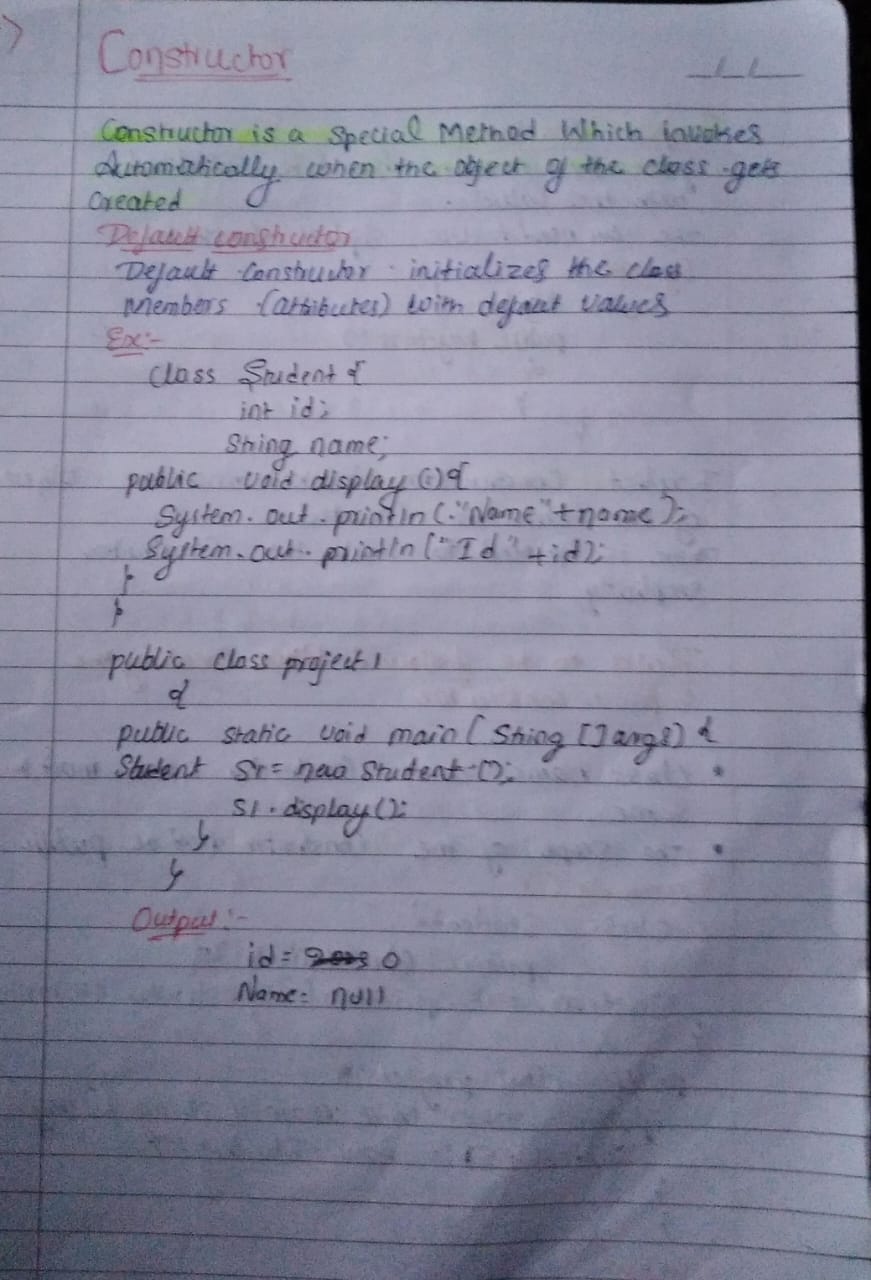 Constructor
Constructor is a Special Method Which invokes
Automatically when the object of the class gets
Created
Default constructor
Default Constructor initializes the class
Members (attributes) with default values
Ex:-
Class Student {
int id;
String name;
public void display () {
System.out.println ("Name" + name );
System.out.println ("Id" + id);
}
}
public class project1
{
public static void main (String [] args) {
Student S1 = new Student ();
S1.display();
}
}
Output:-
id = 0
Name = null